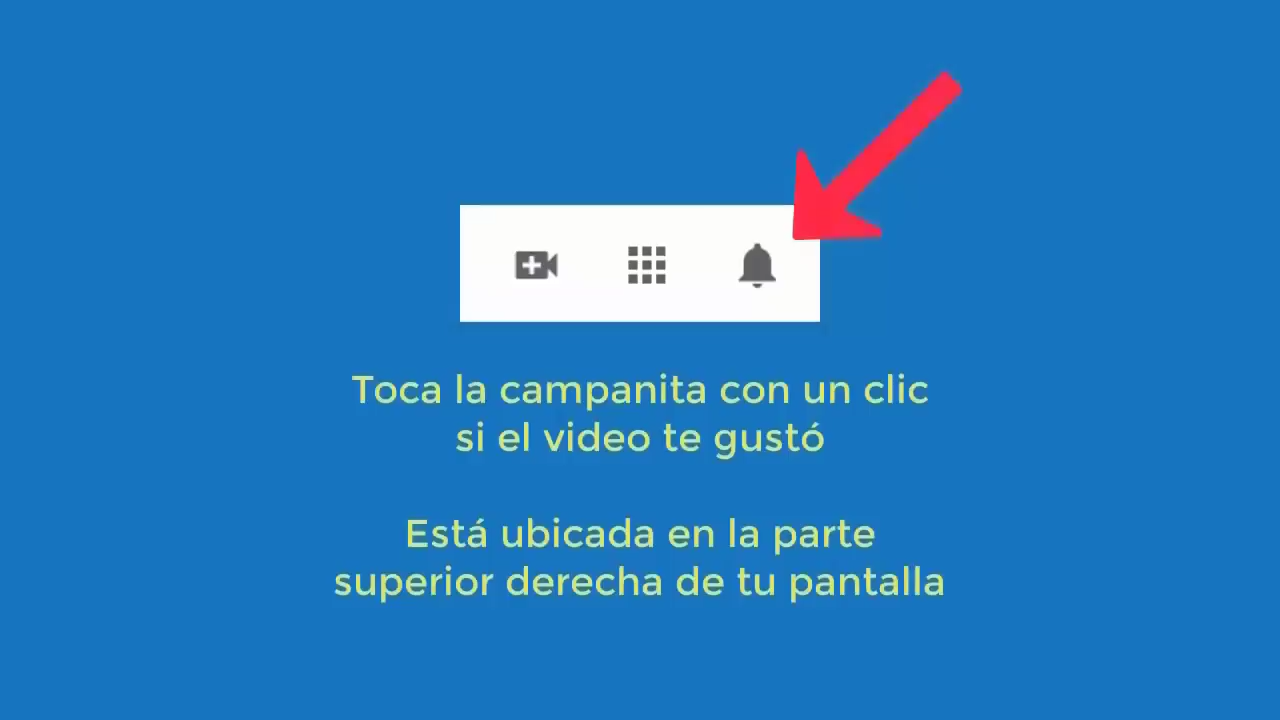 Toca la campanita con un clic
si el video te gustó
Está ubicada en la parte
superior derecha de tu pantalla